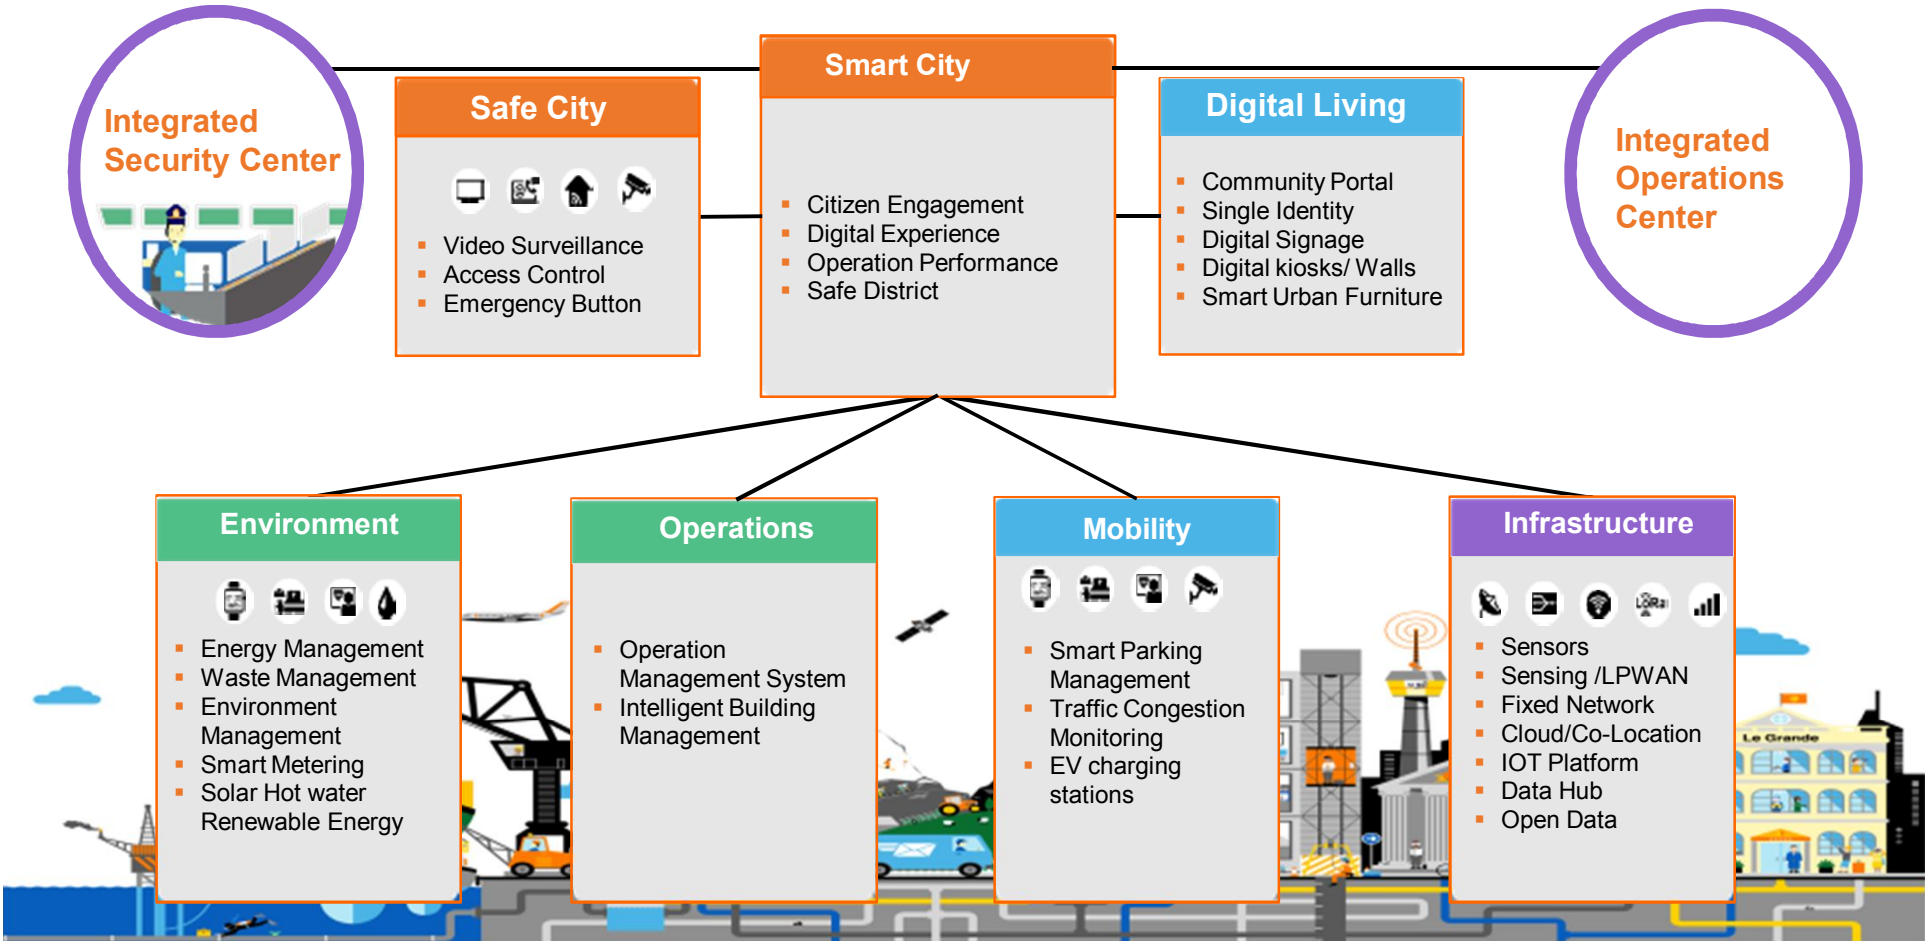 Smart City
Integrated
Security Center
Safe City
Video Surveillance
Access Control
Emergency Button
Citizen Engagement
Digital Experience
Operation Performance
Safe District
Digital Living
Community Portal
Single Identity
Digital Signage
Digital kiosks/ Walls
Smart Urban Furniture
Integrated
Operations
Center
Environment
Energy Management
Waste Management
Environment
Management
Smart Metering
Solar Hot water
Renewable Energy
Operations
Operation
Management System
Intelligent Building
Management
Mobility
Smart Parking
Management
Traffic Congestion
Monitoring
EV charging
stations
Infrastructure
LoRa
Sensors
Sensing /LPWAN
Fixed Network
Cloud/Co-Location
IOT Platform
Data Hub
Open Data
Le Grande